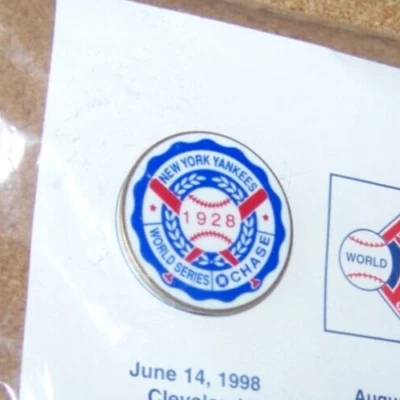 NEW YORK YANKEES
1928
WORLD SERIES
CHASE
WORLD
June 14, 1998